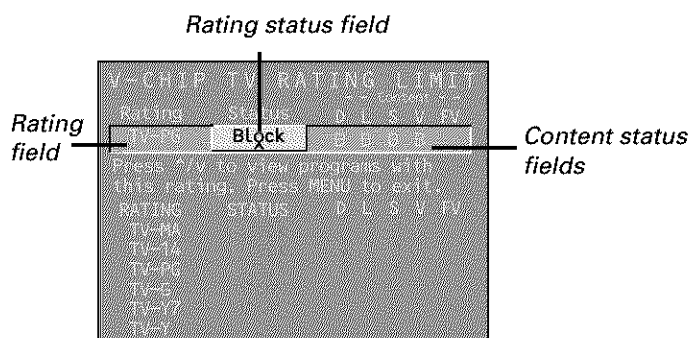 Rating status field
V-CHIP TV RATING LIMIT
Rating Status D L S V FV
Rating field
TV-PG Block
Content status fields
Press ^/V to view programs with
this rating. Press MENU to exit.
RATING STATUS D L S V FV
TV-MA
TV-14
TV-PG
TV-G
TV-Y7
TV-Y